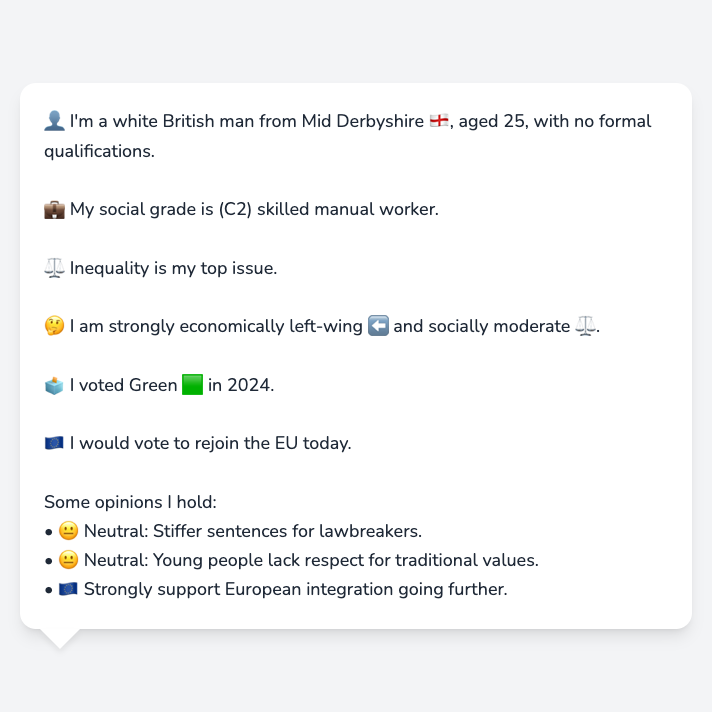 👤 I'm a white British man from Mid Derbyshire 🏴󠁧󠁢󠁥󠁮󠁧󠁿, aged 25, with no formal
qualifications.
💼 My social grade is (C2) skilled manual worker.
⚖️ Inequality is my top issue.
🤔 I am strongly economically left-wing ⬅️ and socially moderate ⚖️.
🗳️ I voted Green 🟩 in 2024.
🇪🇺 I would vote to rejoin the EU today.
Some opinions I hold:
• 😐 Neutral: Stiffer sentences for lawbreakers.
• 😐 Neutral: Young people lack respect for traditional values.
• 🇪🇺 Strongly support European integration going further.